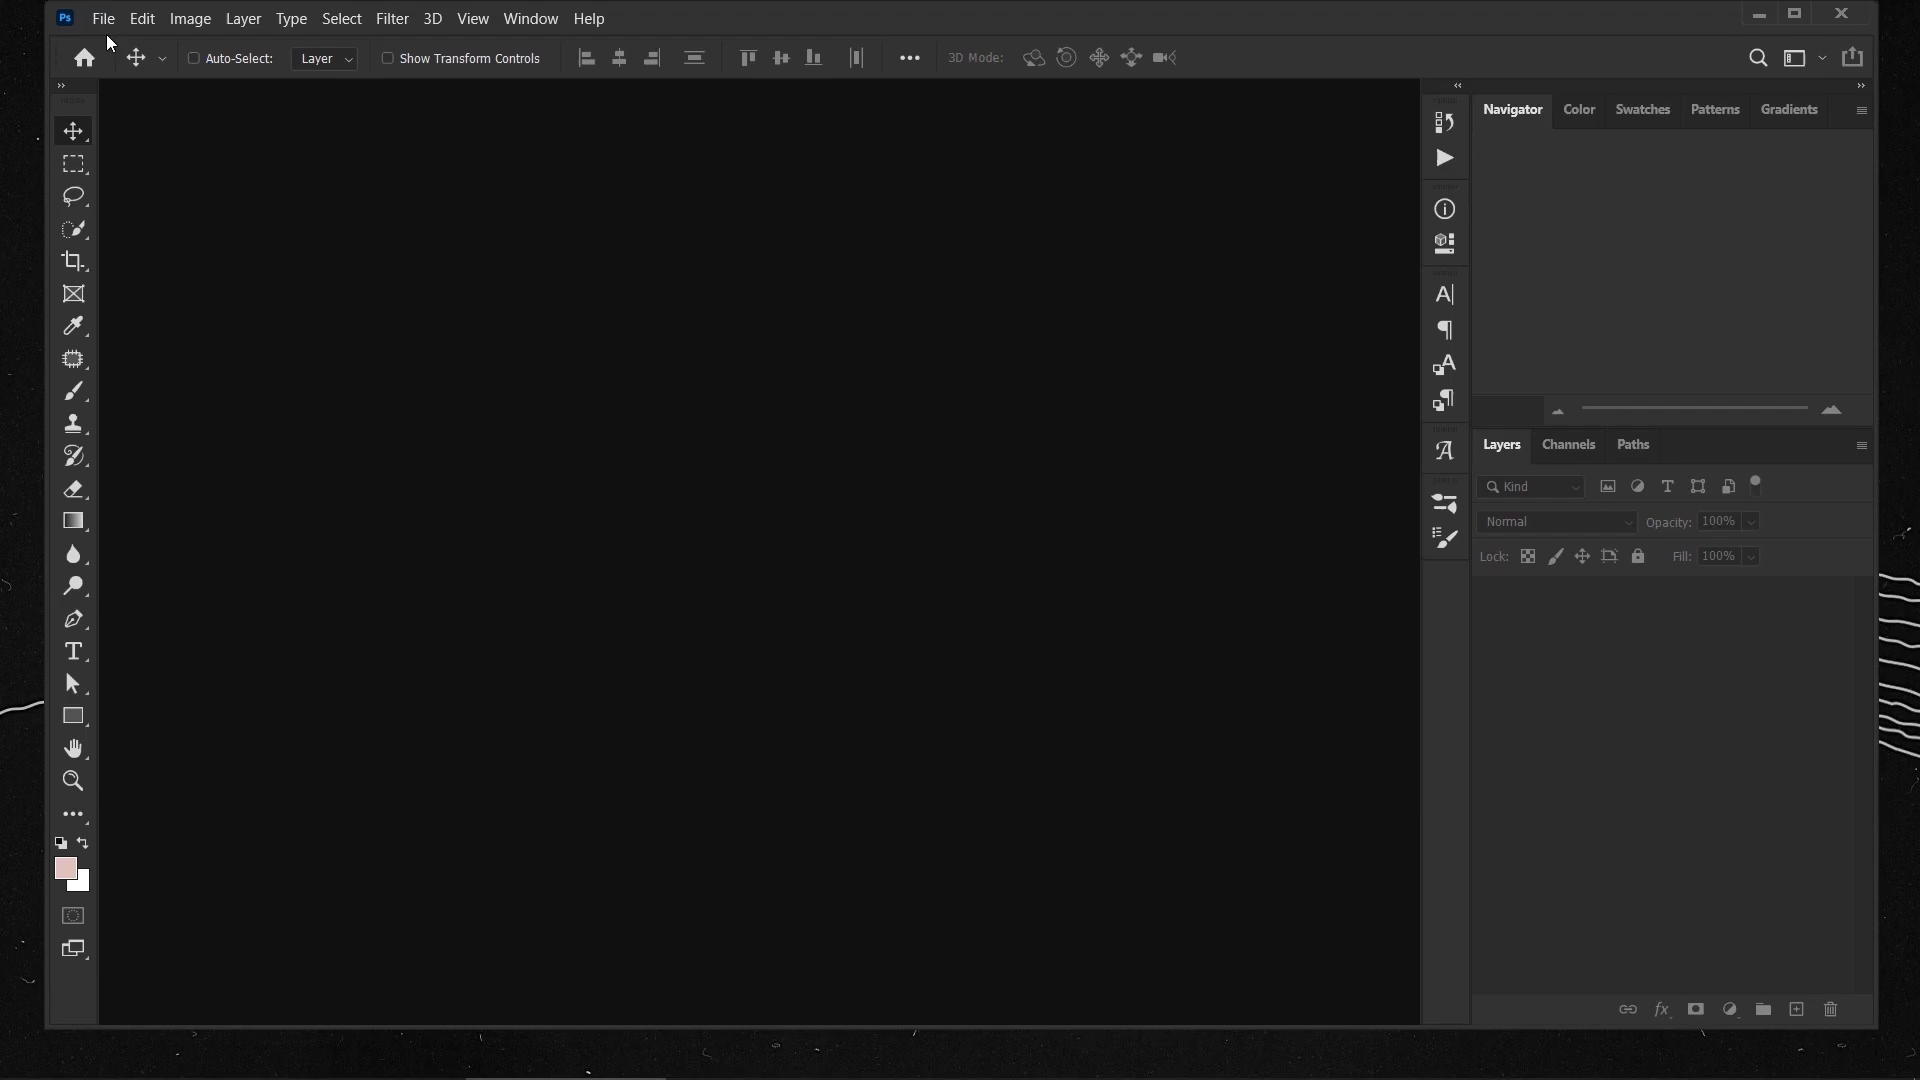 Ps File Edit Image Layer Type Select Filter 3D View Window Help
Auto-Select: Layer Show Transform Controls 3D Mode:
Navigator Color Swatches Patterns Gradients
Layers Channels Paths
Kind
Normal Opacity: 100%
Lock: Fill: 100%